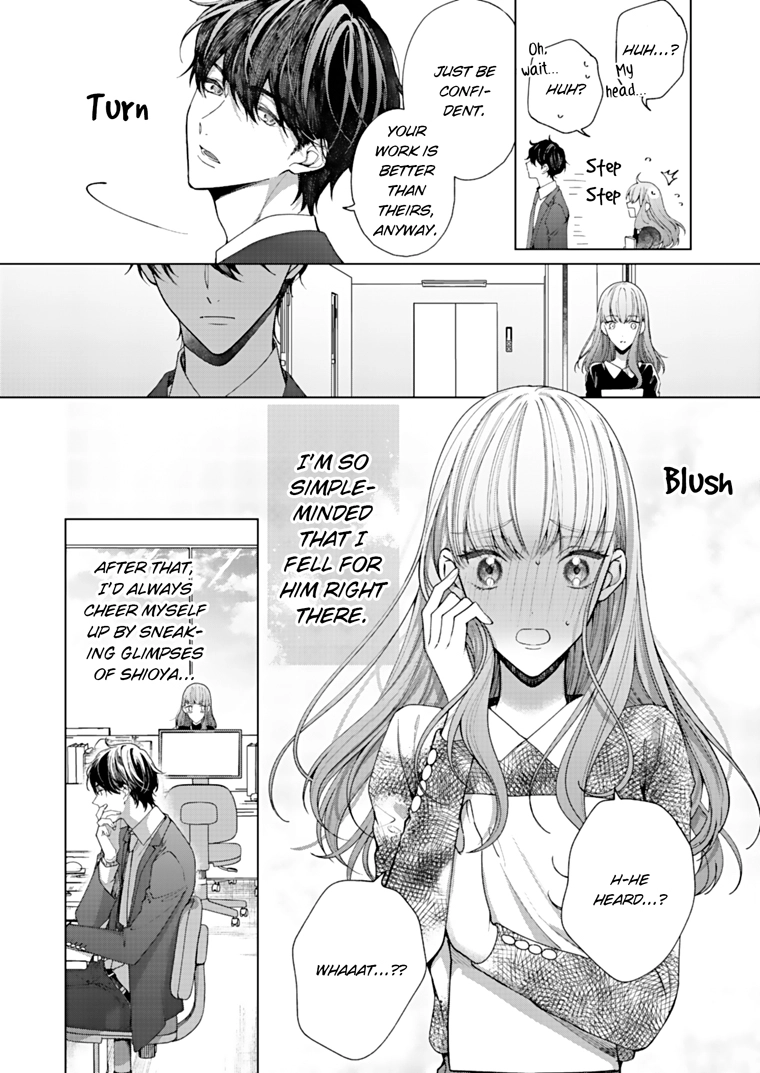 HUH...?
My
head...
Oh,
wait...
HUH?
Step
Step
JUST BE
CONFI-
DENT.
YOUR
WORK IS
BETTER
THAN
THEIRS,
ANYWAY.
Turn
Blush
I'M SO
SIMPLE-
MINDED
THAT I
FELL FOR
HIM RIGHT
THERE.
H-HE
HEARD...?
WHAAAT...??
AFTER THAT,
I'D ALWAYS
CHEER MYSELF
UP BY SNEAK-
ING GLIMPSES
OF SHIOYA...